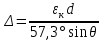 Δ = ε_к d / 57,3° sin θ